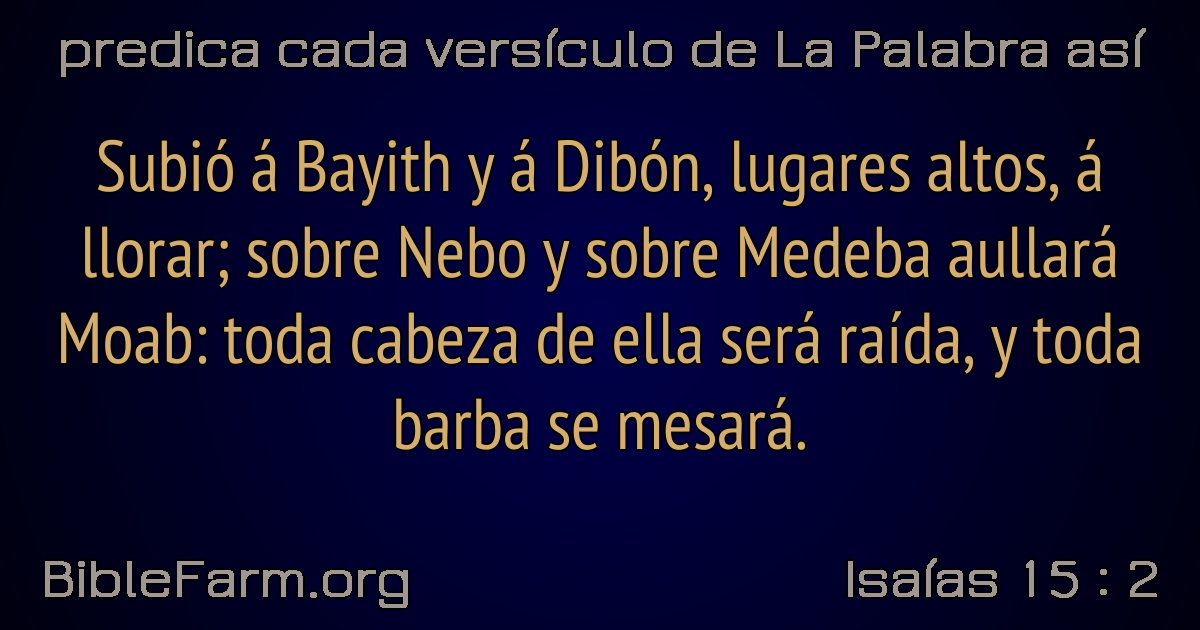 predica cada versículo de La Palabra así
Subió á Bayith y á Dibón, lugares altos, á
llorar; sobre Nebo y sobre Medeba aullará
Moab: toda cabeza de ella será raída, y toda
barba se mesará.
BibleFarm.org
Isaías 15 : 2